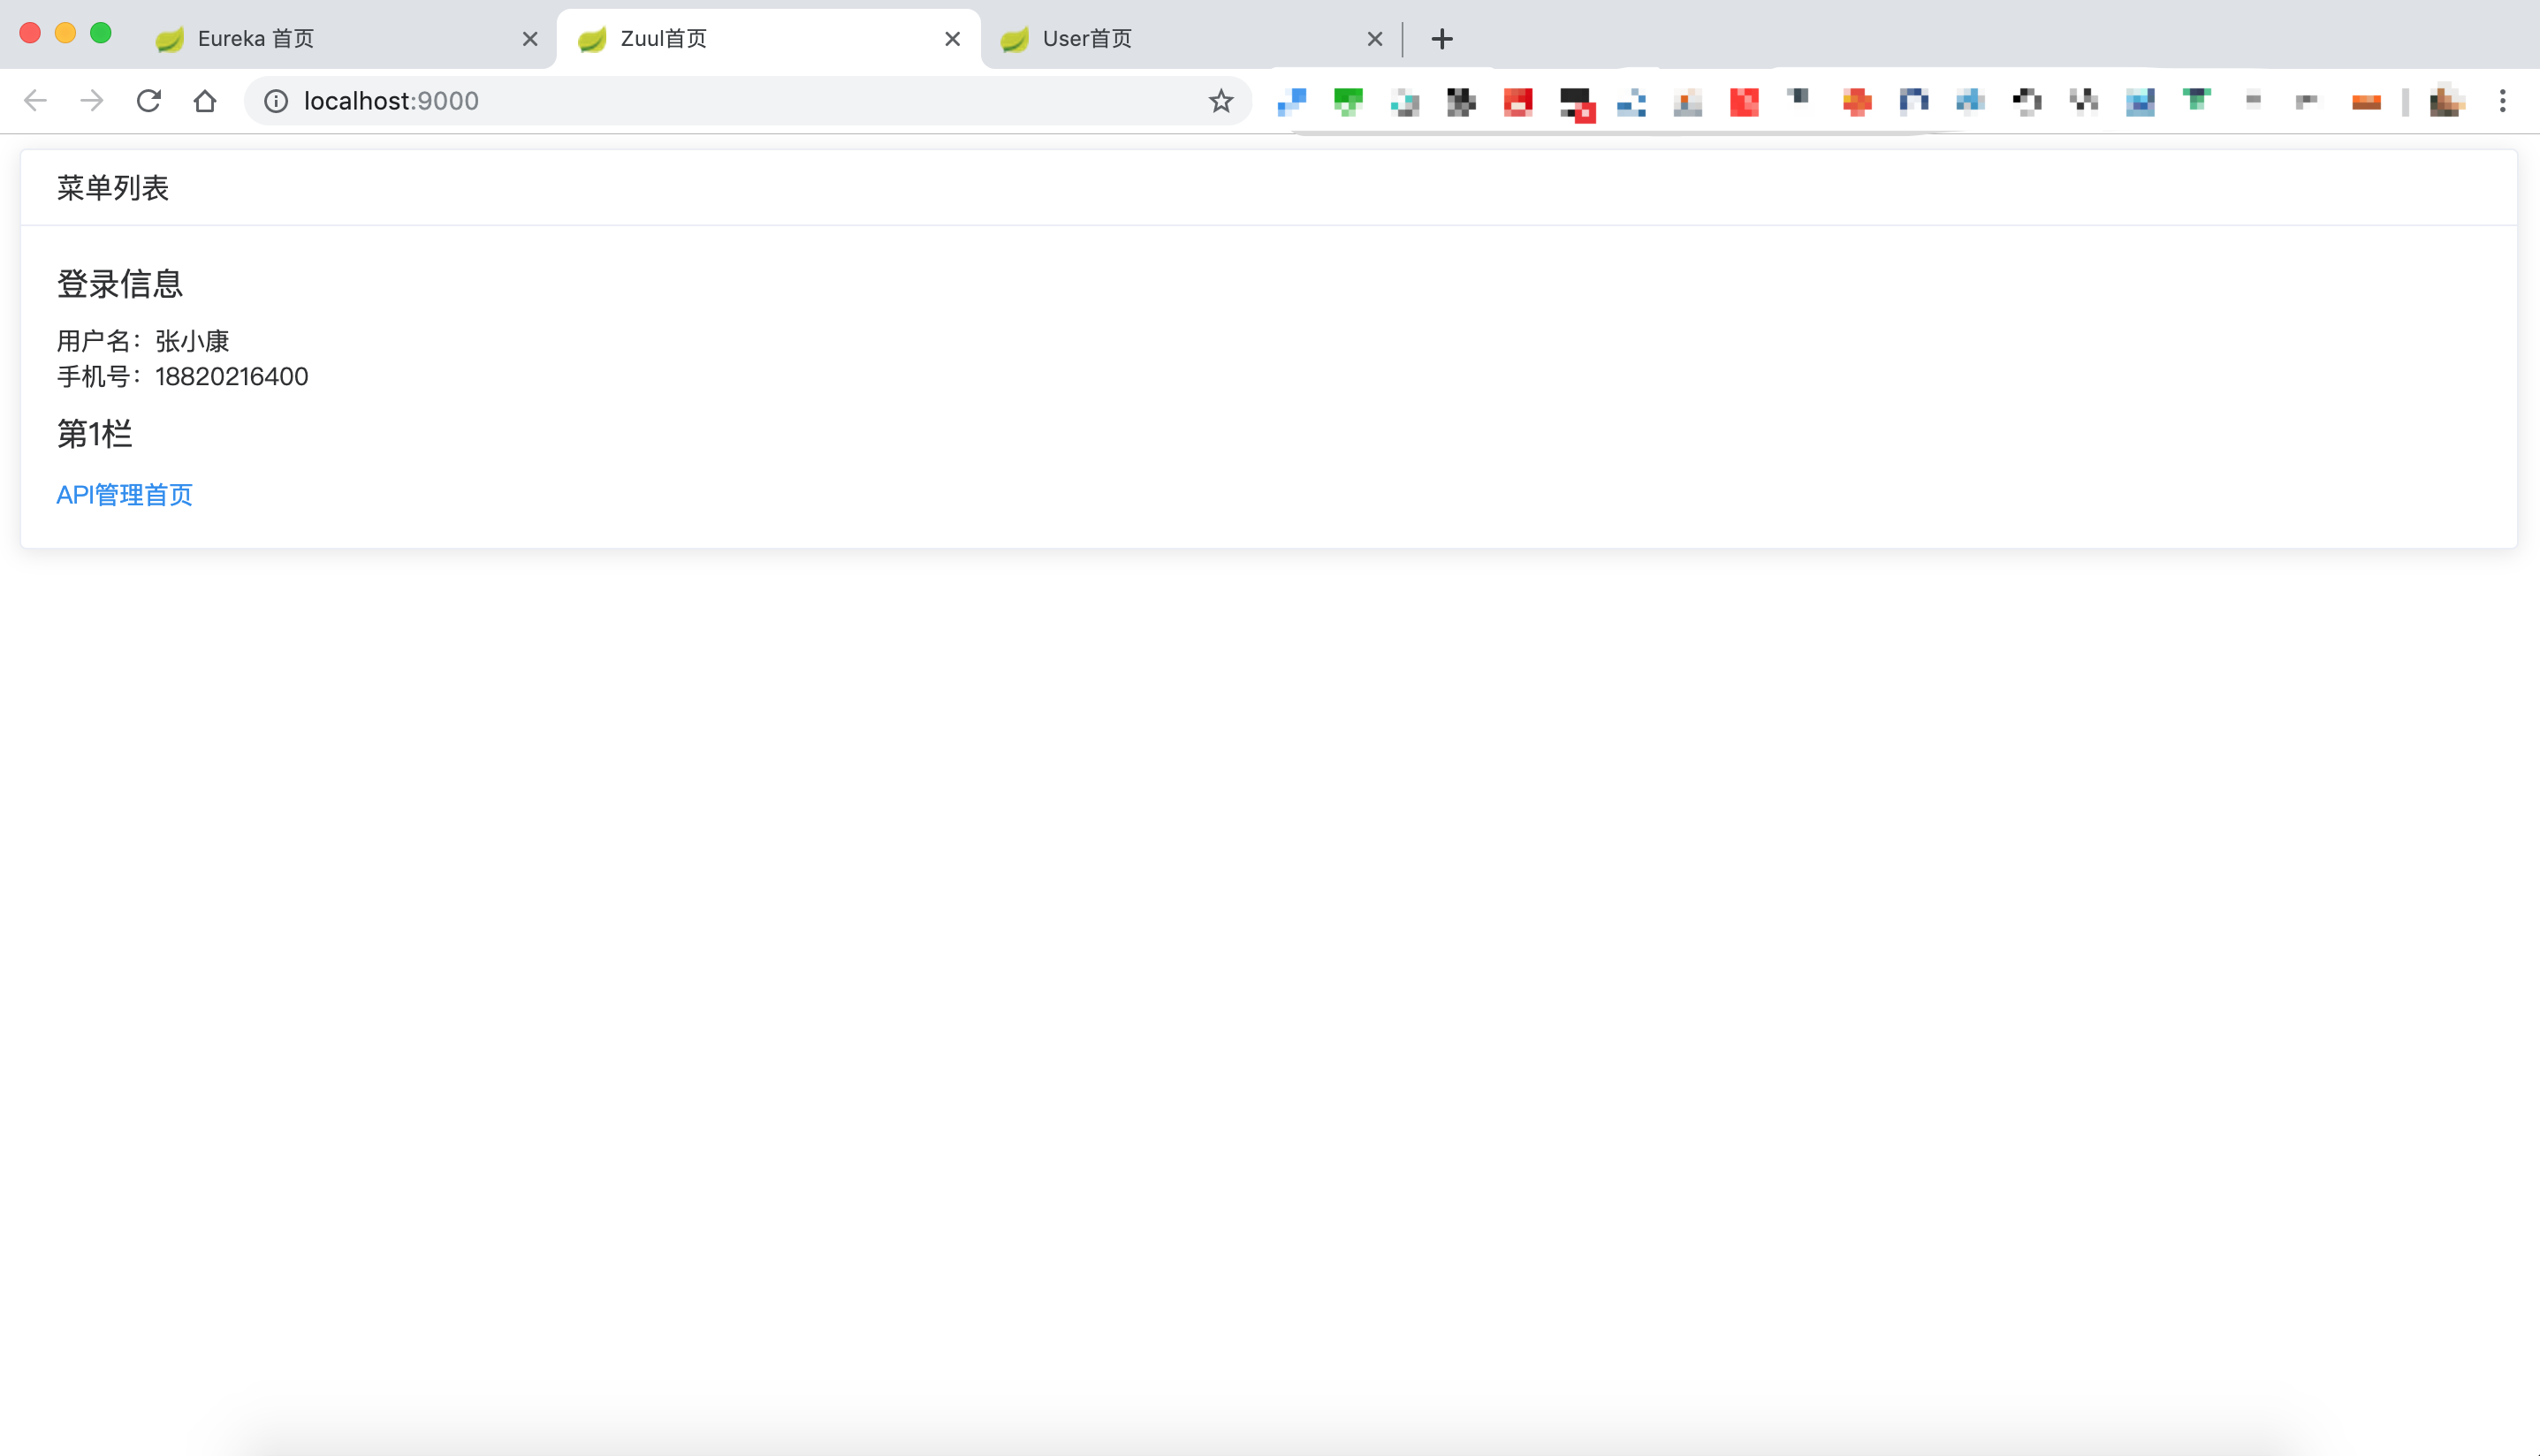 Eureka 首页
Zuul首页
User首页
localhost:9000
菜单列表
登录信息
用户名：张小康
手机号：18820216400
第1栏
API管理首页